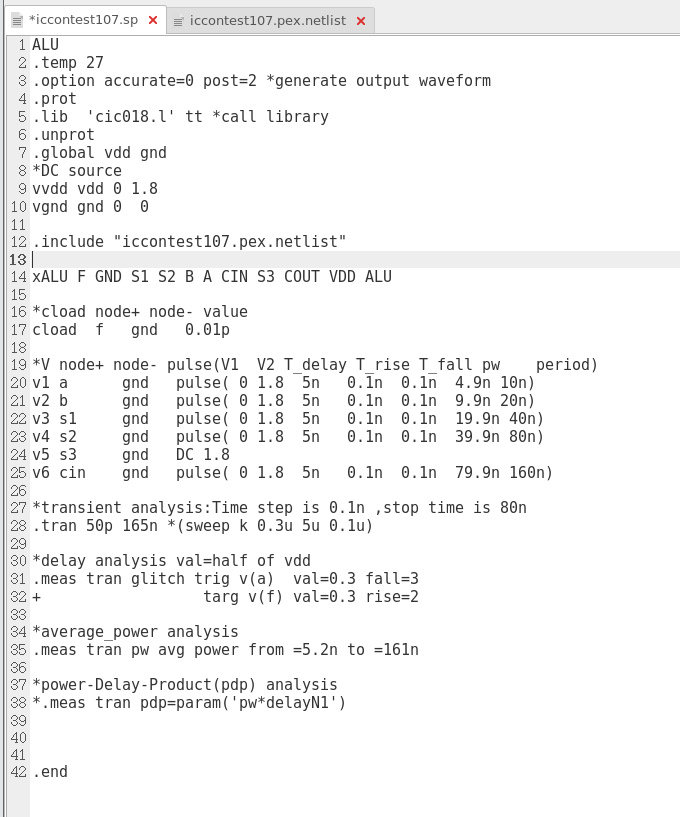 *iccontest107.sp
iccontest107.pex.netlist
1 ALU
2 .temp 27
3 .option accurate=0 post=2 *generate output waveform
4 .prot
5 .lib  'cic018.l' tt *call library
6 .unprot
7 .global vdd gnd
8 *DC source
9 vvdd vdd 0 1.8
10 vgnd gnd 0  0
11
12 .include "iccontest107.pex.netlist"
13
14 xALU F GND S1 S2 B A CIN S3 COUT VDD ALU
15
16 *cload node+ node- value
17 cload  f   gnd   0.01p
18
19 *V node+ node- pulse(V1  V2 T_delay T_rise T_fall pw    period)
20 v1 a      gnd   pulse( 0 1.8  5n   0.1n  0.1n  4.9n 10n)
21 v2 b      gnd   pulse( 0 1.8  5n   0.1n  0.1n  9.9n 20n)
22 v3 s1     gnd   pulse( 0 1.8  5n   0.1n  0.1n  19.9n 40n)
23 v4 s2     gnd   pulse( 0 1.8  5n   0.1n  0.1n  39.9n 80n)
24 v5 s3     gnd   DC 1.8
25 v6 cin    gnd   pulse( 0 1.8  5n   0.1n  0.1n  79.9n 160n)
26
27 *transient analysis:Time step is 0.1n ,stop time is 80n
28 .tran 50p 165n *(sweep k 0.3u 5u 0.1u)
29
30 *delay analysis val=half of vdd
31 .meas tran glitch trig v(a)  val=0.3 fall=3
32 +                   targ v(f) val=0.3 rise=2
33
34 *average_power analysis
35 .meas tran pw avg power from =5.2n to =161n
36
37 *power-Delay-Product(pdp) analysis
38 *.meas tran pdp=param('pw*delayN1')
39
40
41
42 .end